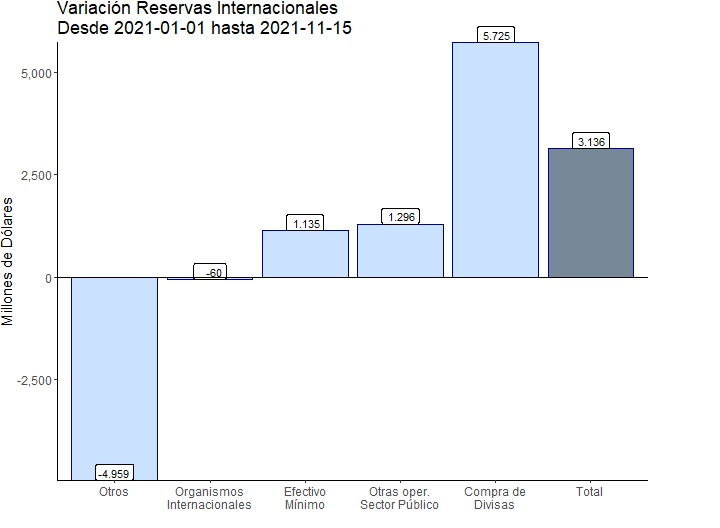 Variación Reservas Internacionales
Desde 2021-01-01 hasta 2021-11-15
Millones de Dólares
5,000
2,500
0
-2,500
-4.959
-60
1.135
1.296
5.725
3.136
Otros
Organismos
Internacionales
Efectivo
Mínimo
Otras oper.
Sector Público
Compra de
Divisas
Total